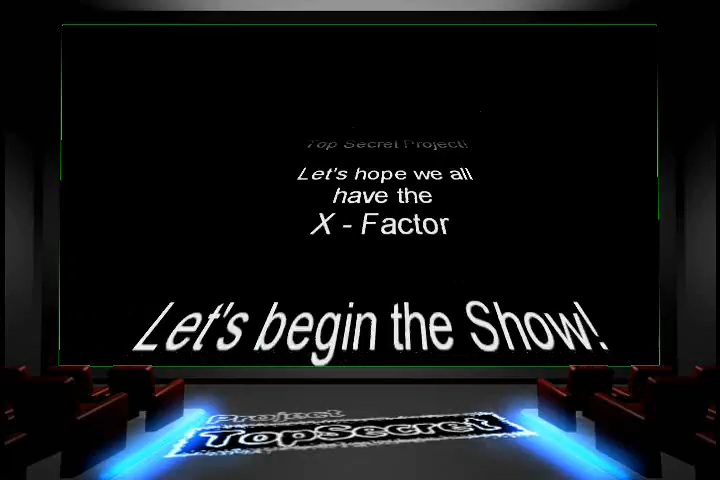 Top Secret Project!
Let's hope we all
have the
X - Factor
Let's begin the Show!
Project
TopSecret